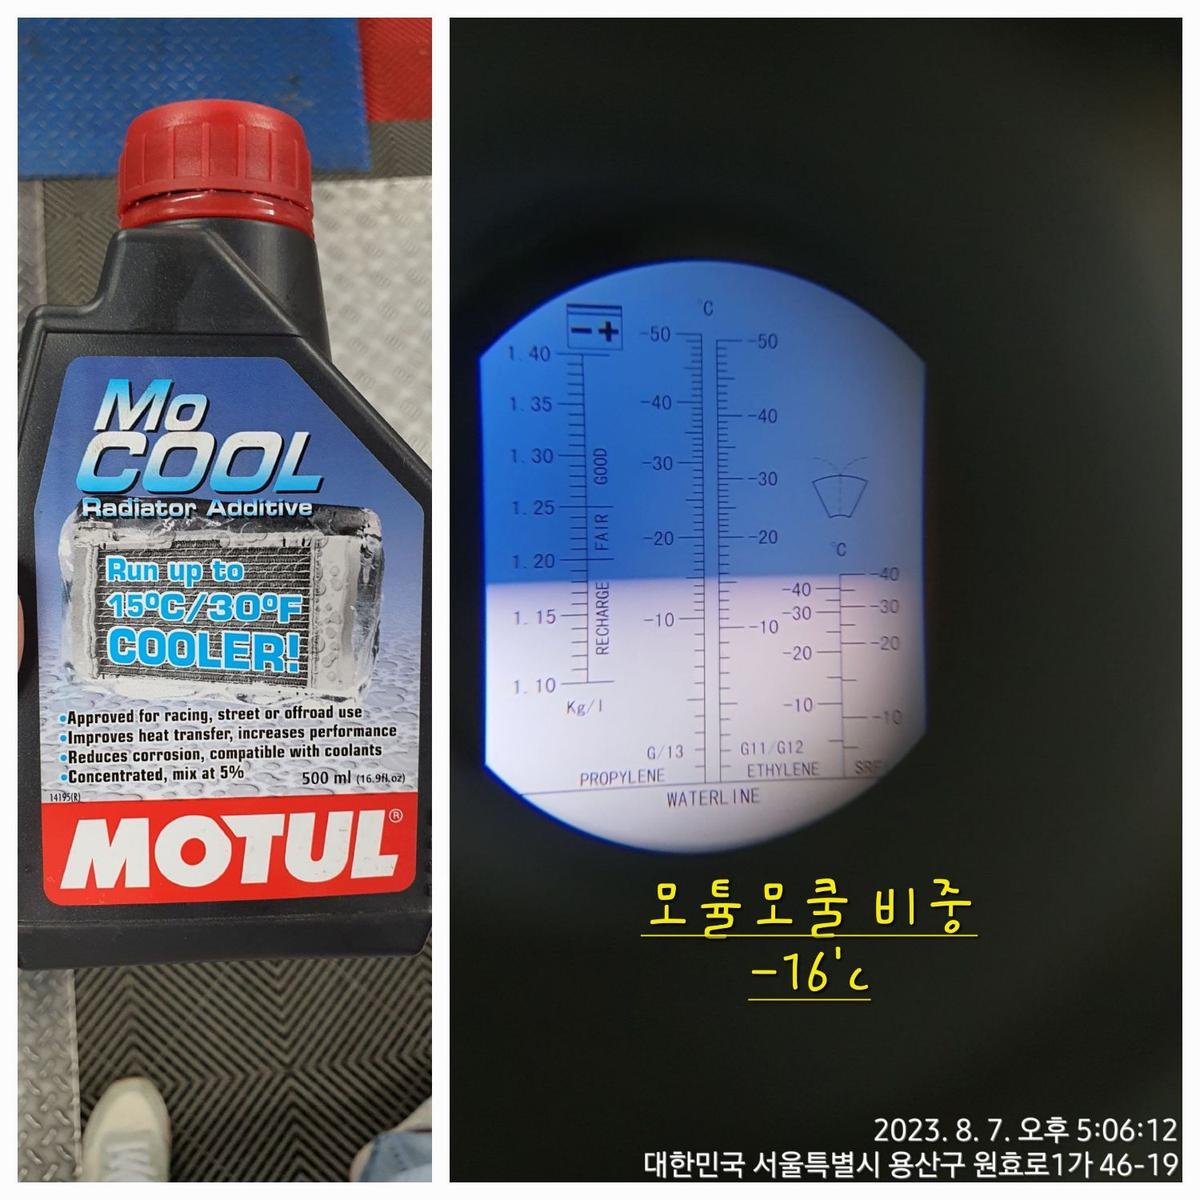 Mo
COOL
Radiator Additive
Run up to
15ºC/30ºF
COOLER!
•Approved for racing, street or offroad use
•Improves heat transfer, increases performance
•Reduces corrosion, compatible with coolants
•Concentrated, mix at 5%
500 ml (16.9fl.oz)
14195(R)
MOTUL®
°C
- +
1.40
1.35
1.30
1.25
1.20
1.15
1.10
Kg/l
GOOD
FAIR
RECHARGE
-50
-40
-30
-20
-10
G/13
PROPYLENE
-50
-40
-30
-20
-10
G11/G12
ETHYLENE
°C
-40
-30
-20
-10
-40
-30
-20
-10
SRF
WATERLINE
모튤모쿨 비중
-16'c
2023. 8. 7. 오후 5:06:12
대한민국 서울특별시 용산구 원효로1가 46-19